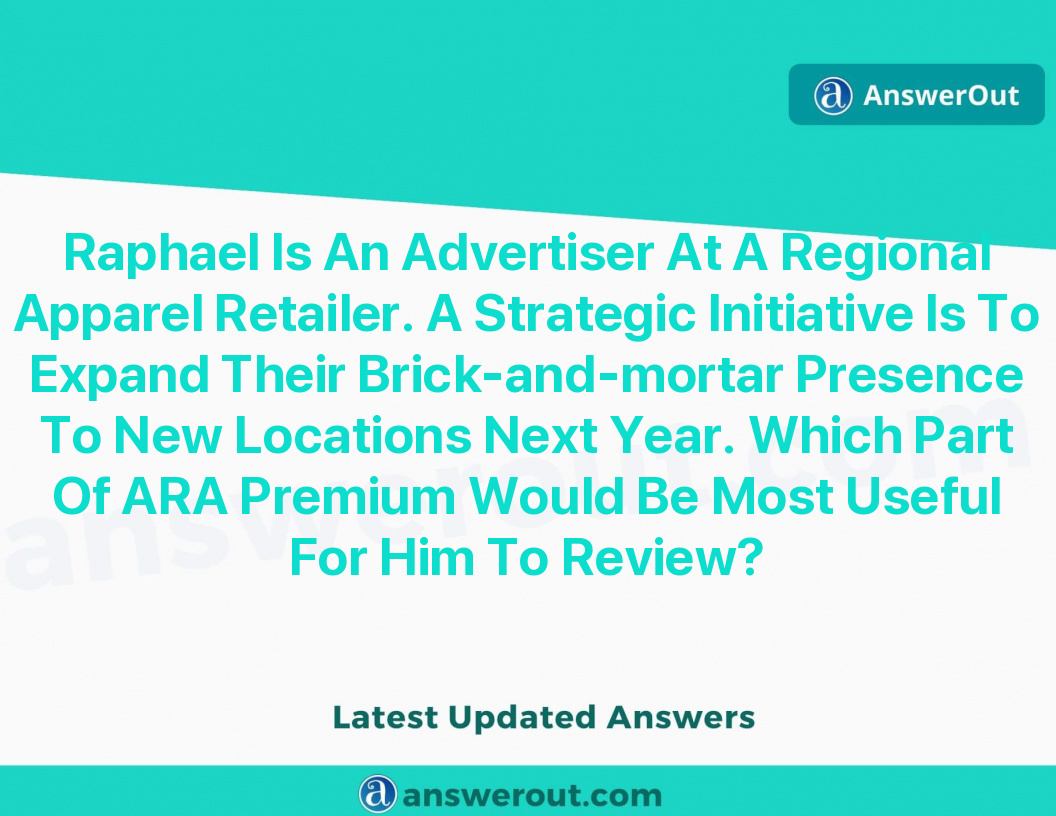 AnswerOut
Raphael Is An Advertiser At A Regional
Apparel Retailer. A Strategic Initiative Is To
Expand Their Brick-and-mortar Presence
To New Locations Next Year. Which Part
Of ARA Premium Would Be Most Useful
For Him To Review?
answerout.com
Latest Updated Answers
answerout.com